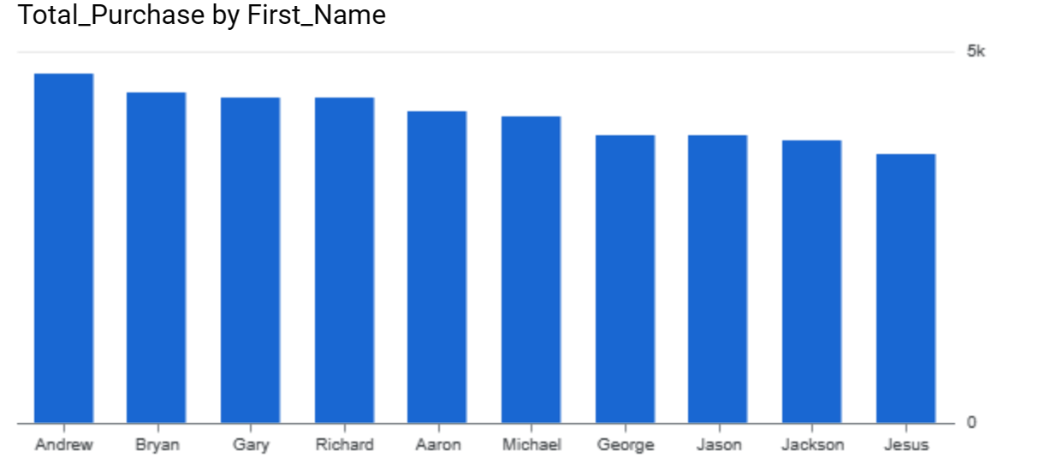 Total_Purchase by First_Name
5k
0
Andrew Bryan Gary Richard Aaron Michael George Jason Jackson Jesus